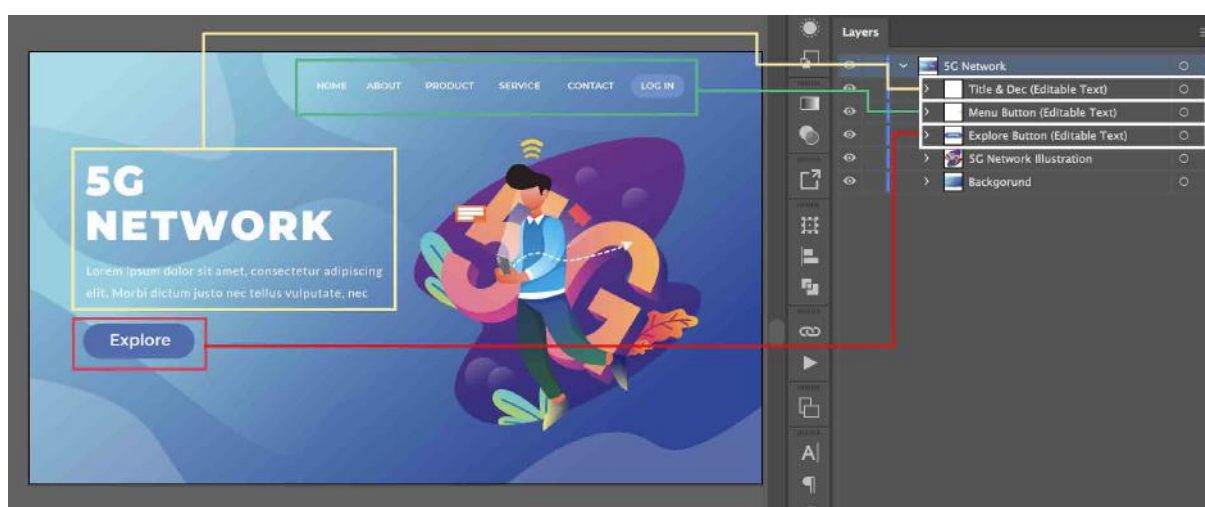 HOME ABOUT PRODUCT SERVICE CONTACT LOG IN
5G
NETWORK
Lorem ipsum dolor sit amet, consectetur adipiscing
elit. Morbi dictum justo nec tellus vulputate, nec
Explore
Layers
5G Network
Title & Dec (Editable Text)
Menu Button (Editable Text)
Explore Button (Editable Text)
5G Network Illustration
Backgorund